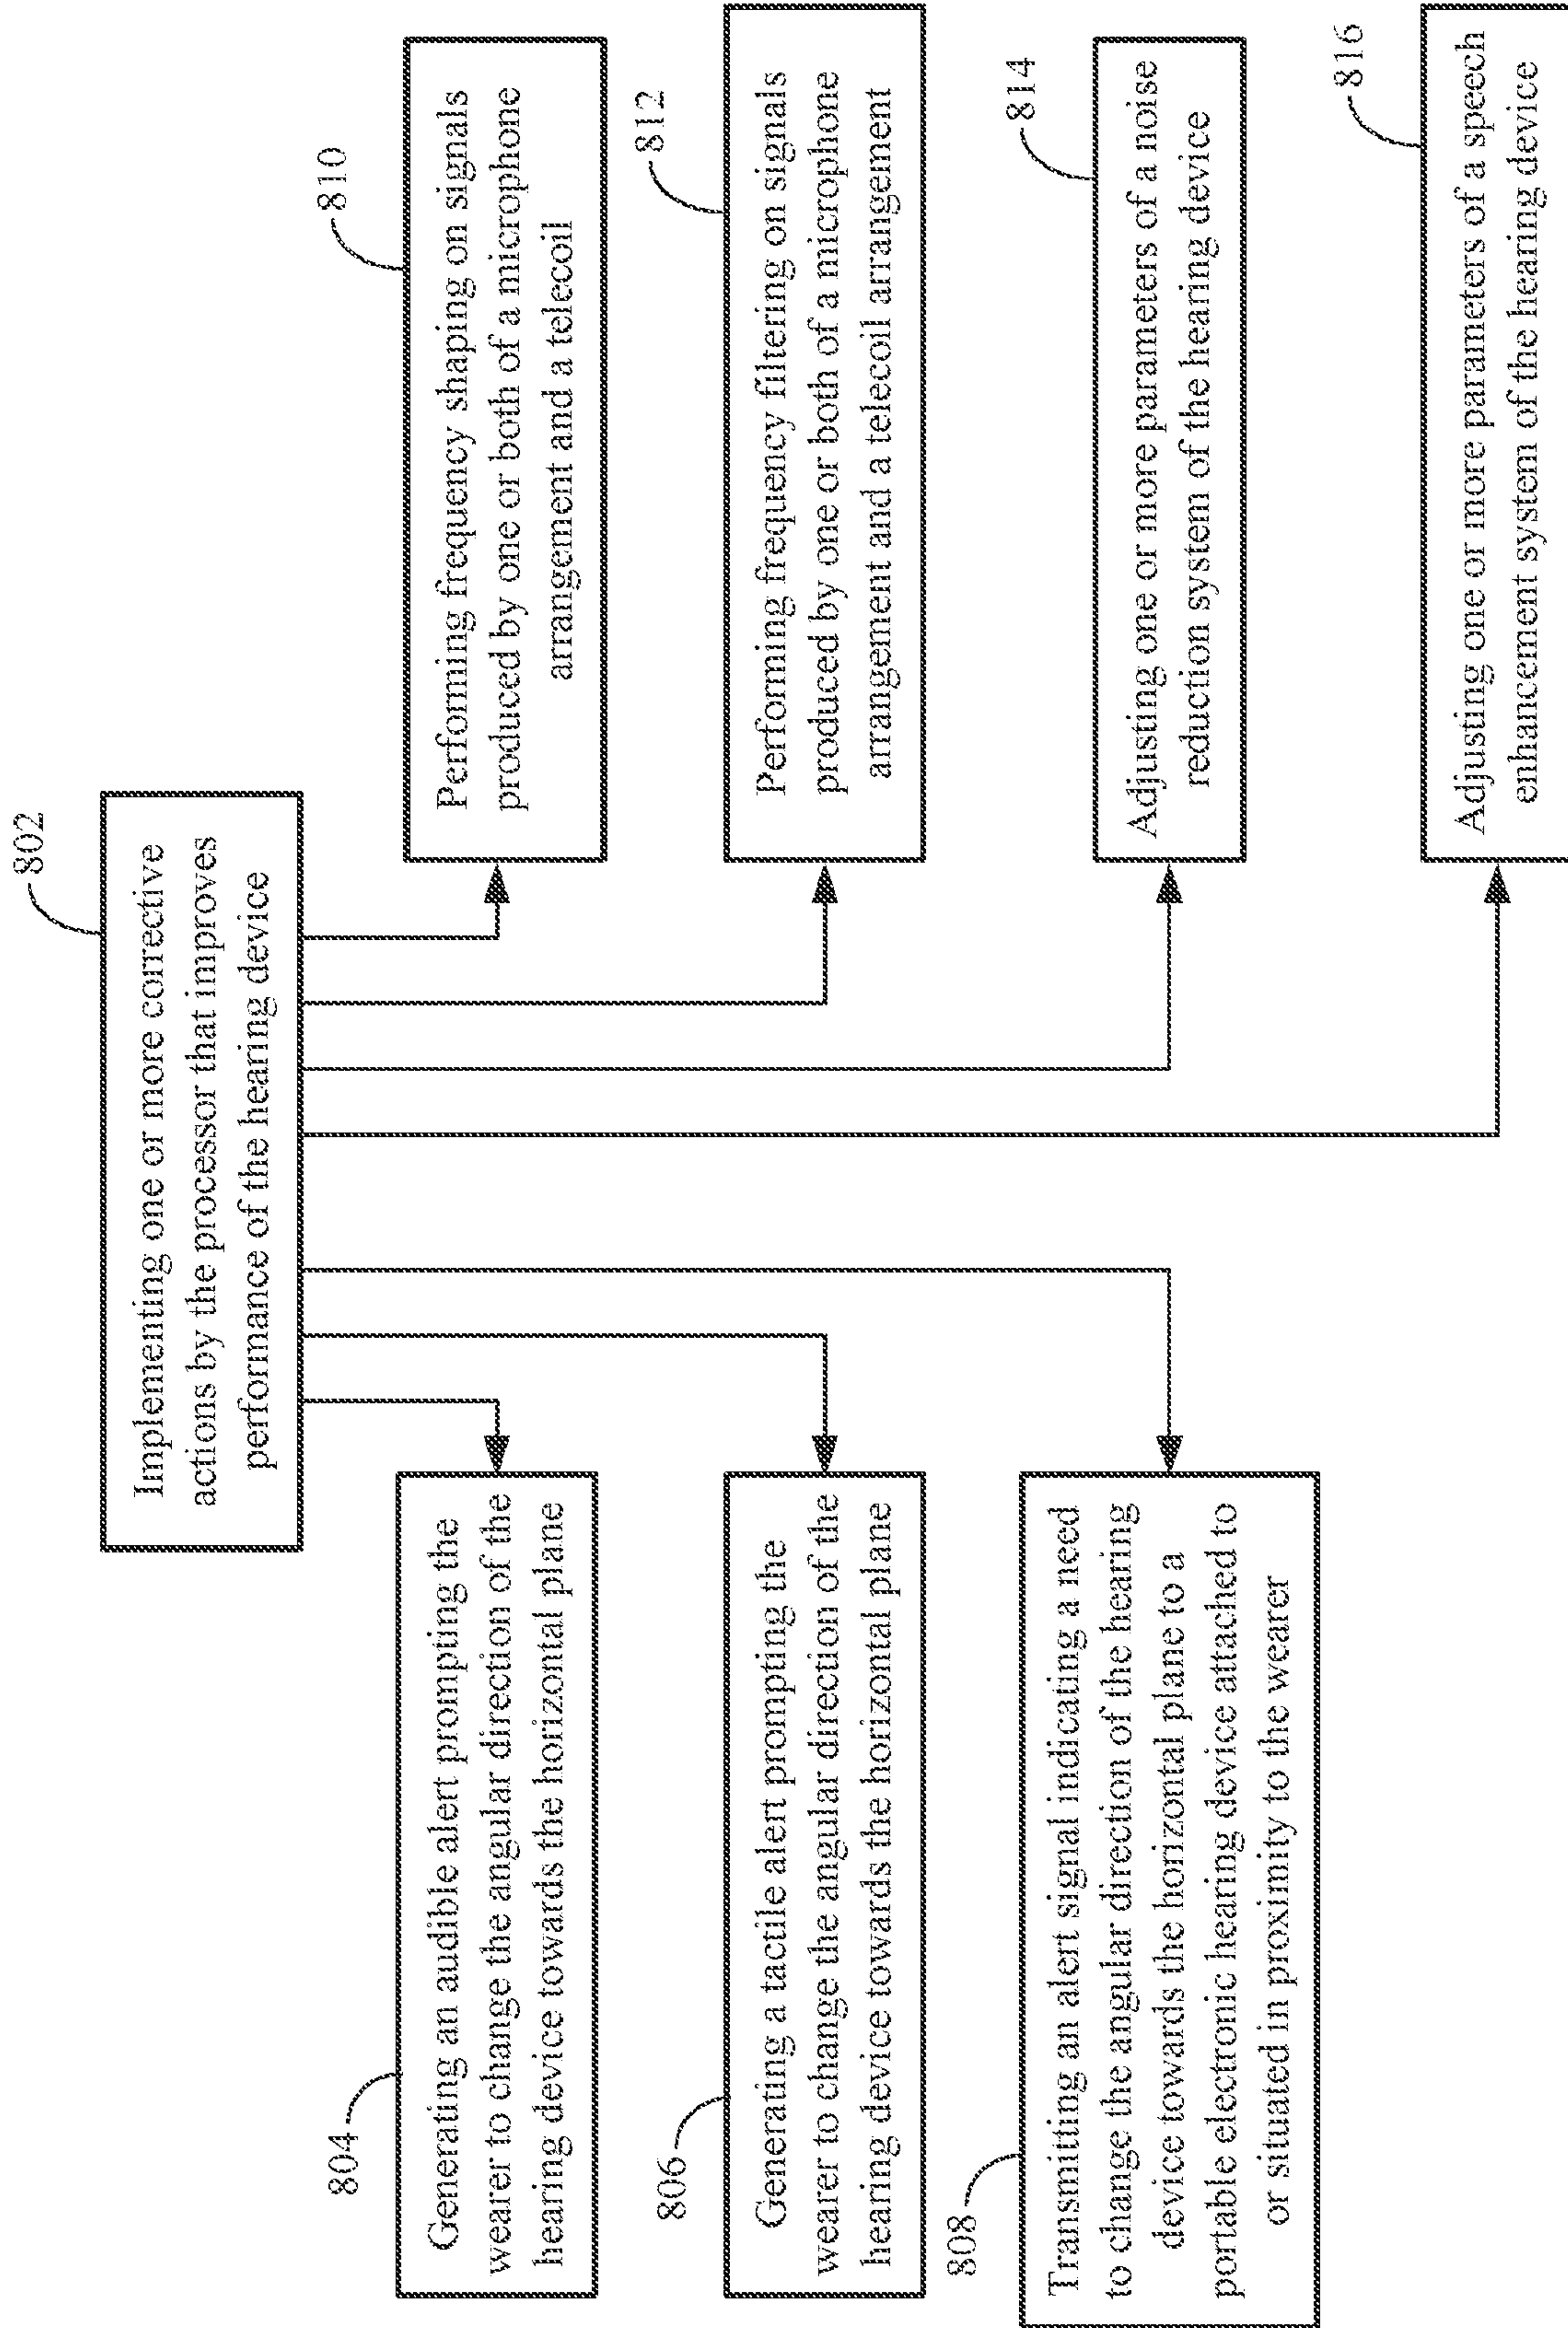 802
Implementing one or more corrective
actions by the processor that improves
performance of the hearing device
804
Generating an audible alert prompting the
wearer to change the angular direction of the
hearing device towards the horizontal plane
806
Generating a tactile alert prompting the
wearer to change the angular direction of the
hearing device towards the horizontal plane
808
Transmitting an alert signal indicating a need
to change the angular direction of the hearing
device towards the horizontal plane to a
portable electronic hearing device attached to
or situated in proximity to the wearer
810
Performing frequency shaping on signals
produced by one or both of a microphone
arrangement and a telecoil
812
Performing frequency filtering on signals
produced by one or both of a microphone
arrangement and a telecoil arrangement
814
Adjusting one or more parameters of a noise
reduction system of the hearing device
816
Adjusting one or more parameters of a speech
enhancement system of the hearing device